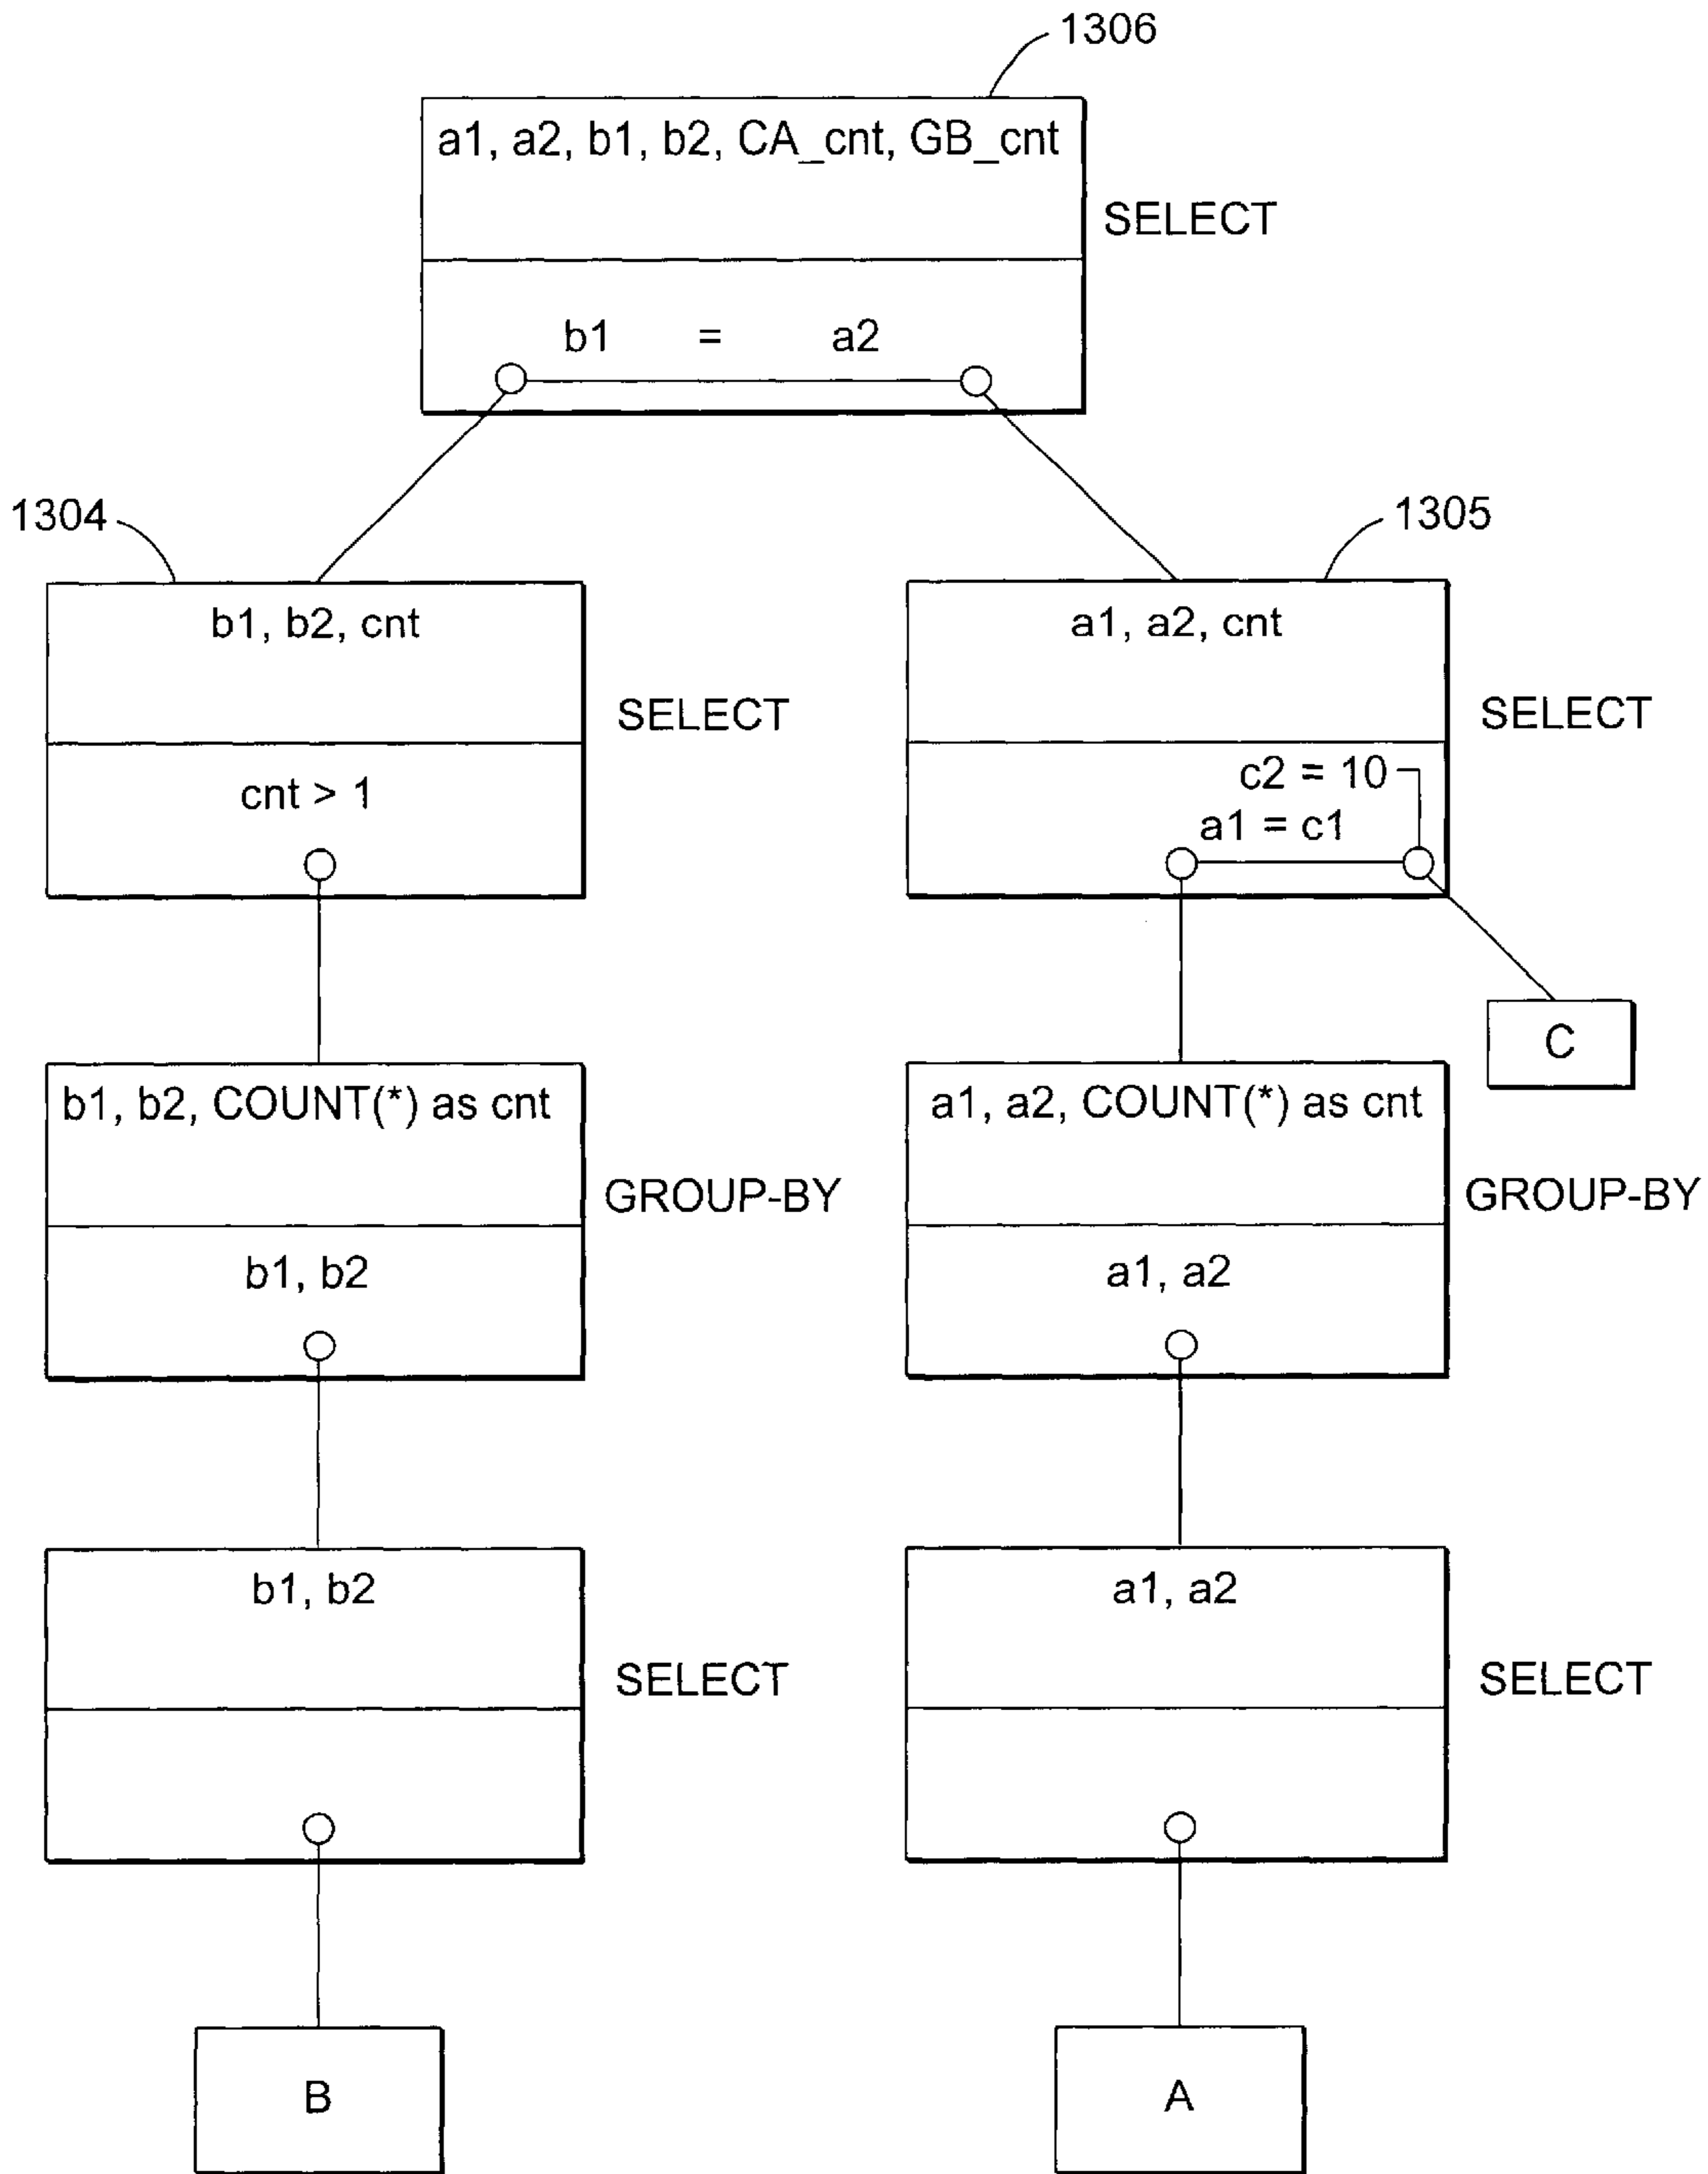 1306
a1, a2, b1, b2, CA_cnt, GB_cnt
SELECT
b1 = a2
1304
1305
b1, b2, cnt
SELECT
cnt > 1
a1, a2, cnt
SELECT
c2 = 10
a1 = c1
C
b1, b2, COUNT(*) as cnt
GROUP-BY
b1, b2
a1, a2, COUNT(*) as cnt
GROUP-BY
a1, a2
b1, b2
SELECT
a1, a2
SELECT
B
A